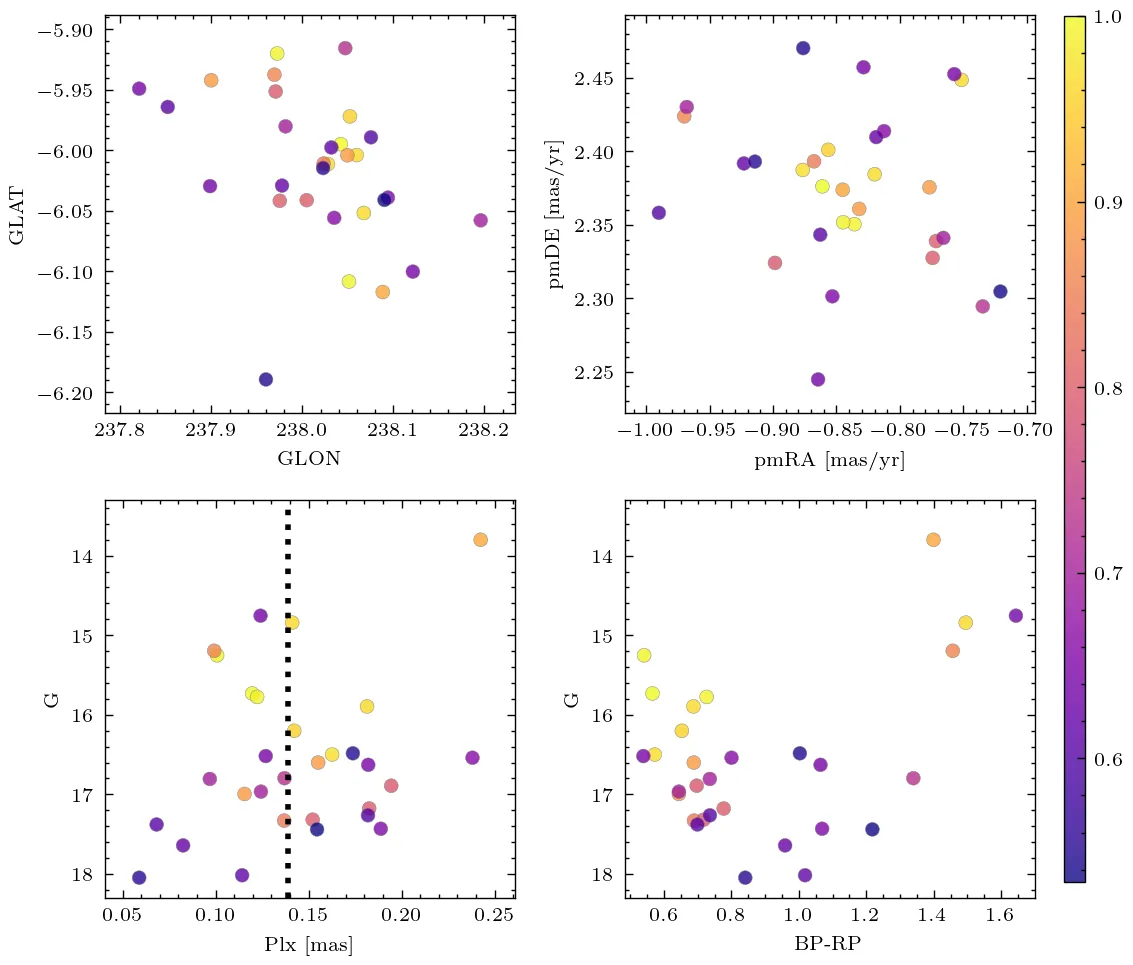 −5.90
−5.95
−6.00
−6.05
−6.10
−6.15
−6.20
GLAT
237.8 237.9 238.0 238.1 238.2
GLON
2.45
2.40
2.35
2.30
2.25
pmDE [mas/yr]
−1.00 −0.95 −0.90 −0.85 −0.80 −0.75 −0.70
pmRA [mas/yr]
14
15
16
17
18
G
0.05 0.10 0.15 0.20 0.25
Plx [mas]
14
15
16
17
18
G
0.6 0.8 1.0 1.2 1.4 1.6
BP-RP
1.0
0.9
0.8
0.7
0.6